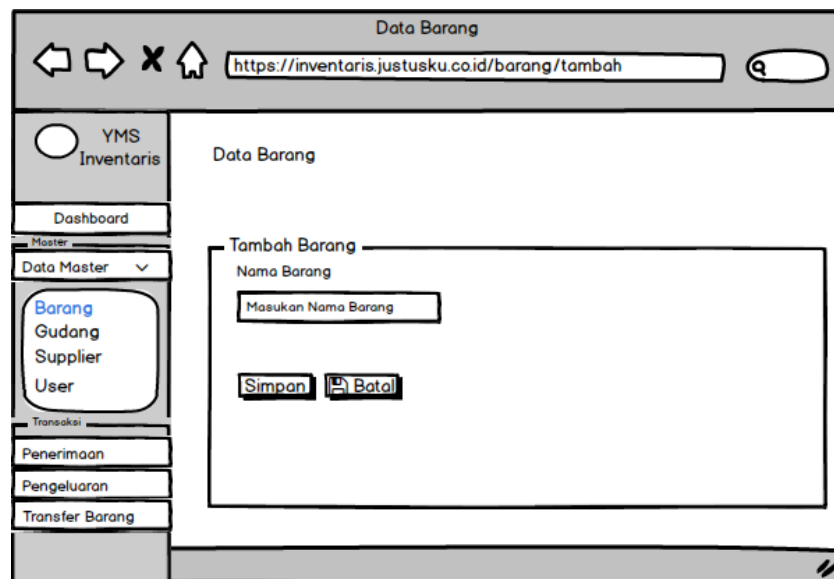 Data Barang
https://inventaris.justusku.co.id/barang/tambah
YMS
Inventaris
Dashboard
Master
Data Master
Barang
Gudang
Supplier
User
Transaksi
Penerimaan
Pengeluaran
Transfer Barang
Data Barang
Tambah Barang
Nama Barang
Masukan Nama Barang
Simpan Batal